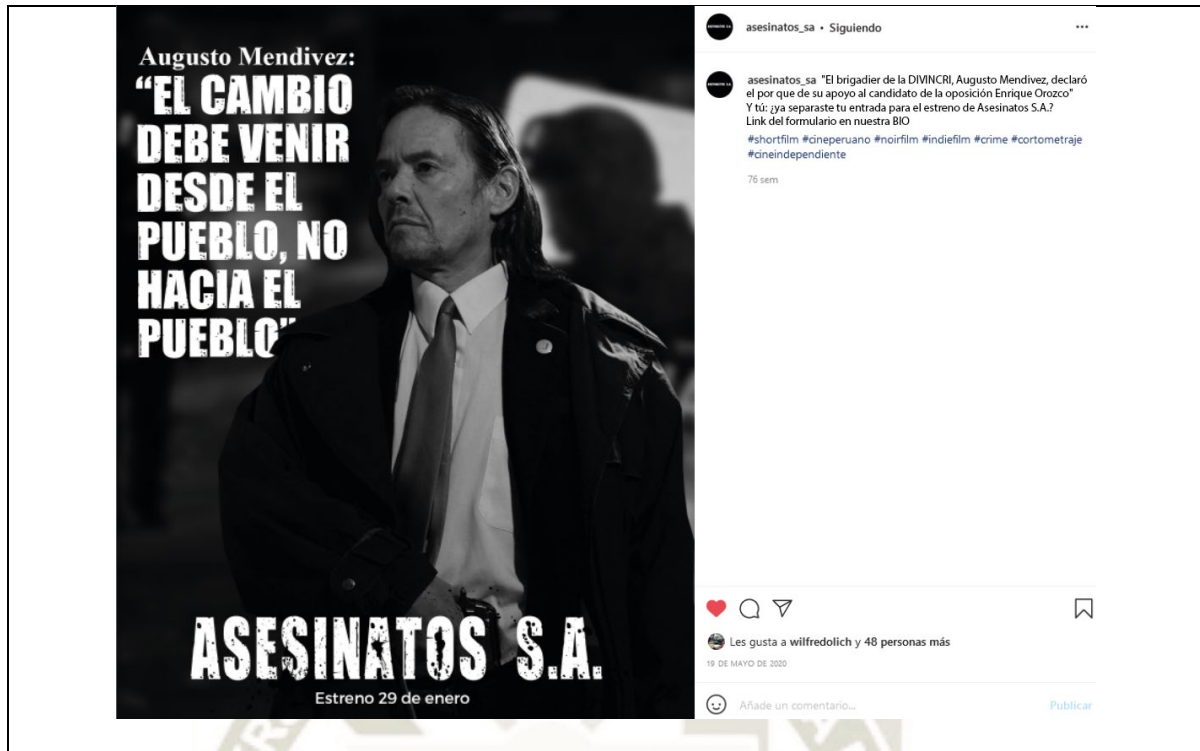 Augusto Mendivez:
“EL CAMBIO
DEBE VENIR
DESDE EL
PUEBLO, NO
HACIA EL
PUEBLO”
ASESINATOS S.A.
Estreno 29 de enero
asesinatos_sa • Siguiendo
asesinatos_sa "El brigadier de la DIVINCRI, Augusto Mendivez, declaró
el por que de su apoyo al candidato de la oposición Enrique Orozco"
Y tú: ¿ya separaste tu entrada para el estreno de Asesinatos S.A.?
Link del formulario en nuestra BIO
#shortfilm #cineperuano #noirfilm #indiefilm #crime #cortometraje
#cineindependiente
76 sem
Les gusta a wilfredolich y 48 personas más
19 DE MAYO DE 2020
Añade un comentario...
Publicar